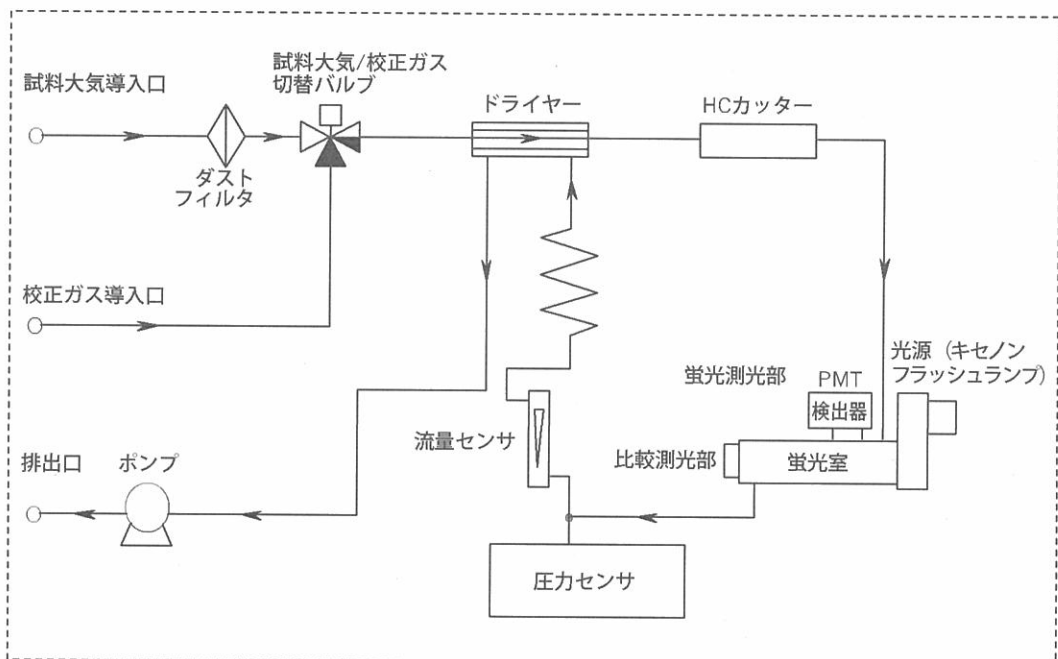 試料大気導入口
試料大気/校正ガス
切替バルブ
ダスト
フィルタ
ドライヤー
HCカッター
校正ガス導入口
光源（キセノン
フラッシュランプ）
蛍光測光部
PMT
検出器
流量センサ
比較測光部
蛍光室
排出口
ポンプ
圧力センサ